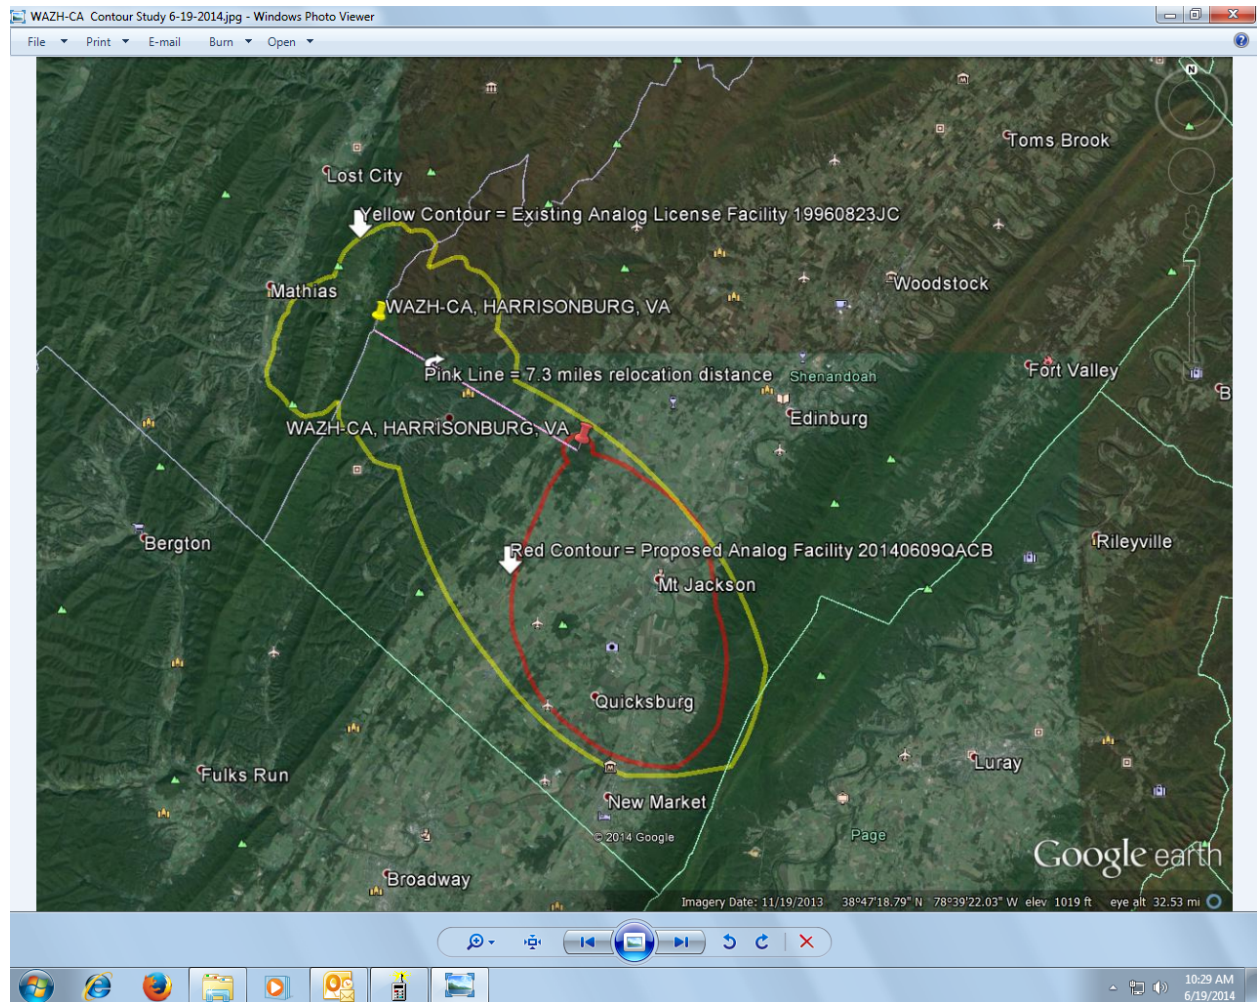 WAZH-CA Contour Study 6-19-2014.jpg - Windows Photo Viewer
File Print E-mail Burn Open
N
Toms Brook
Lost City
Yellow Contour = Existing Analog License Facility 19960823JC
Woodstock
Mathias
WAZH-CA, HARRISONBURG, VA
Pink Line = 7.3 miles relocation distance
Shenandoah
Fort Valley
B
Edinburg
WAZH-CA, HARRISONBURG, VA
Bergton
Rileyville
Red Contour = Proposed Analog Facility 20140609QACB
Mt Jackson
Quicksburg
Luray
Fulks Run
New Market
© 2014 Google
Page
Google earth
Broadway
Imagery Date: 11/19/2013 38°47'18.79" N 78°39'22.03" W elev 1019 ft eye alt 32.53 mi
10:29 AM
6/19/2014